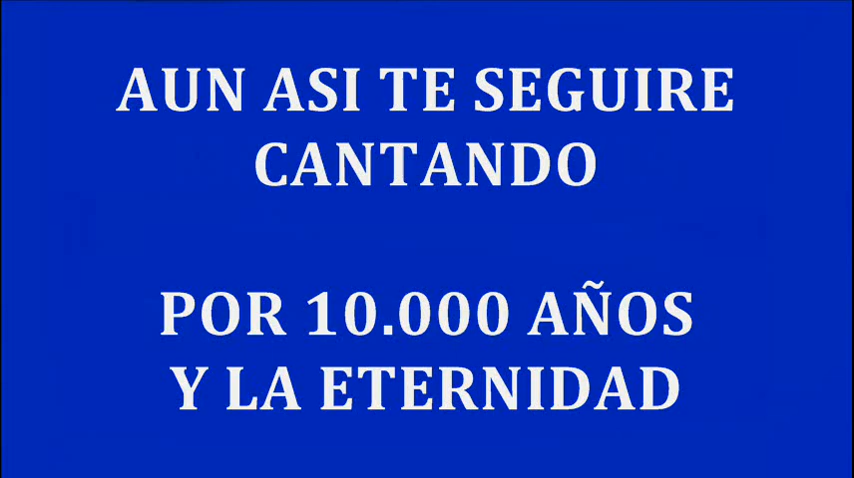 AUN ASI TE SEGUIRE
CANTANDO
POR 10.000 AÑOS
Y LA ETERNIDAD